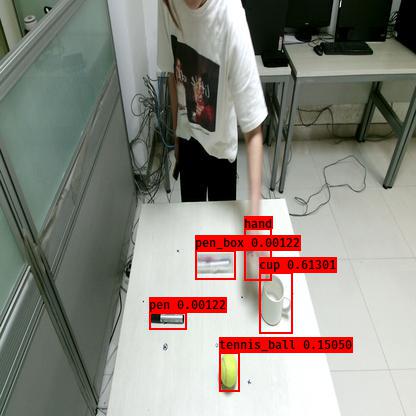 hand
pen_box 0.00122
cup 0.61301
pen 0.00122
tennis_ball 0.15050